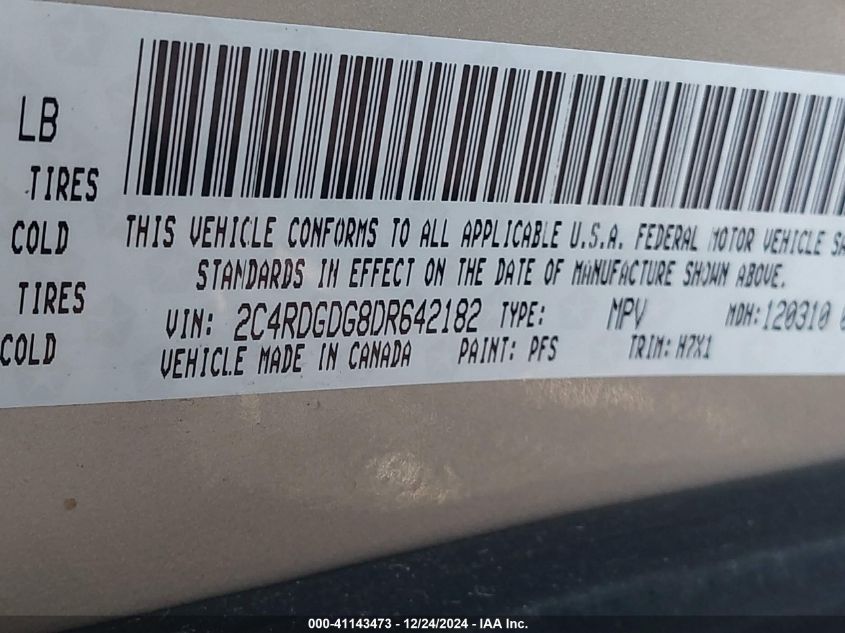 LB
TIRES
COLD
THIS VEHICLE CONFORMS TO ALL APPLICABLE U.S.A. FEDERAL MOTOR VEHICLE SA
STANDARDS IN EFFECT ON THE DATE OF MANUFACTURE SHOWN ABOVE.
TIRES
VIN: 2C4RDGDG8DR642182 TYPE: MPV MDH: 120310 0
COLD
VEHICLE MADE IN CANADA PAINT: PFS TRIM: H7X1
000-41143473 - 12/24/2024 - IAA Inc.